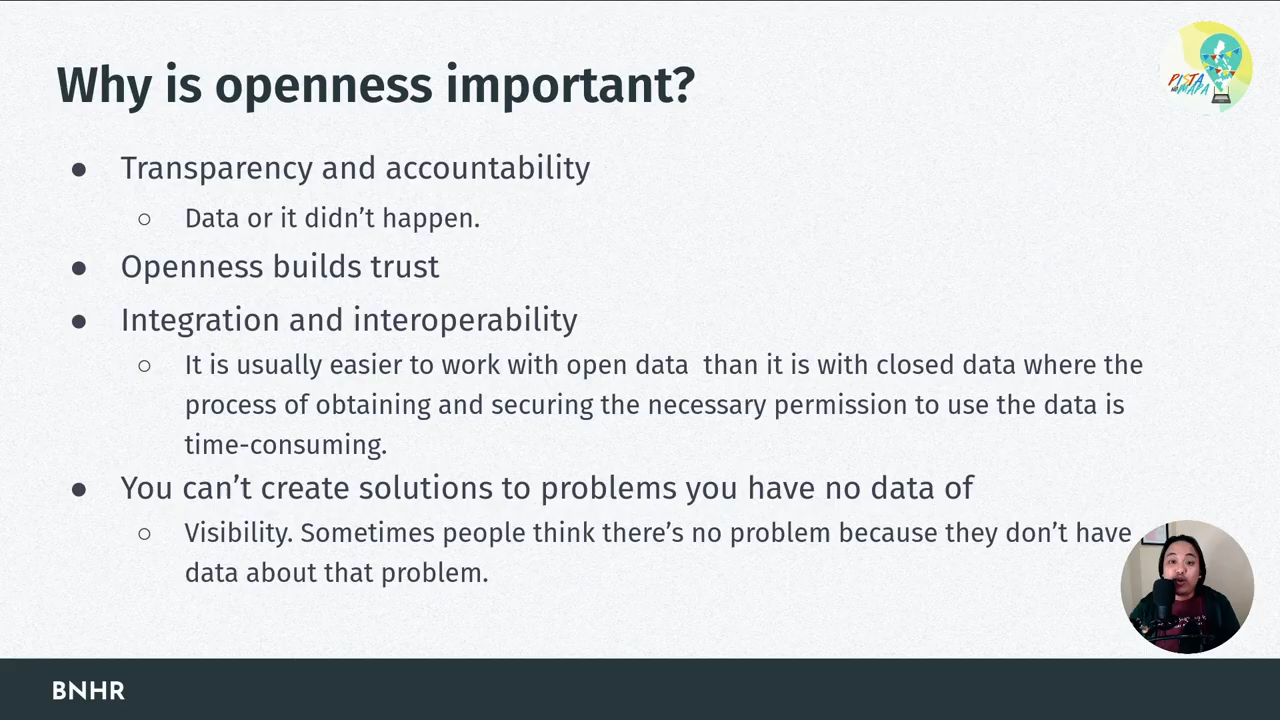 Why is openness important?
PISTA
NG
MAPA
● Transparency and accountability
○ Data or it didn’t happen.
● Openness builds trust
● Integration and interoperability
○ It is usually easier to work with open data  than it is with closed data where the
process of obtaining and securing the necessary permission to use the data is
time-consuming.
● You can’t create solutions to problems you have no data of
○ Visibility. Sometimes people think there’s no problem because they don’t have
data about that problem.
BNHR